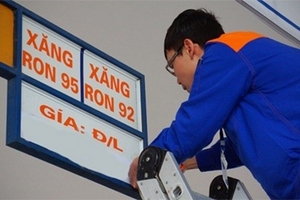 XĂNG
RON 95
XĂNG
RON 92
GIÁ: Đ/L